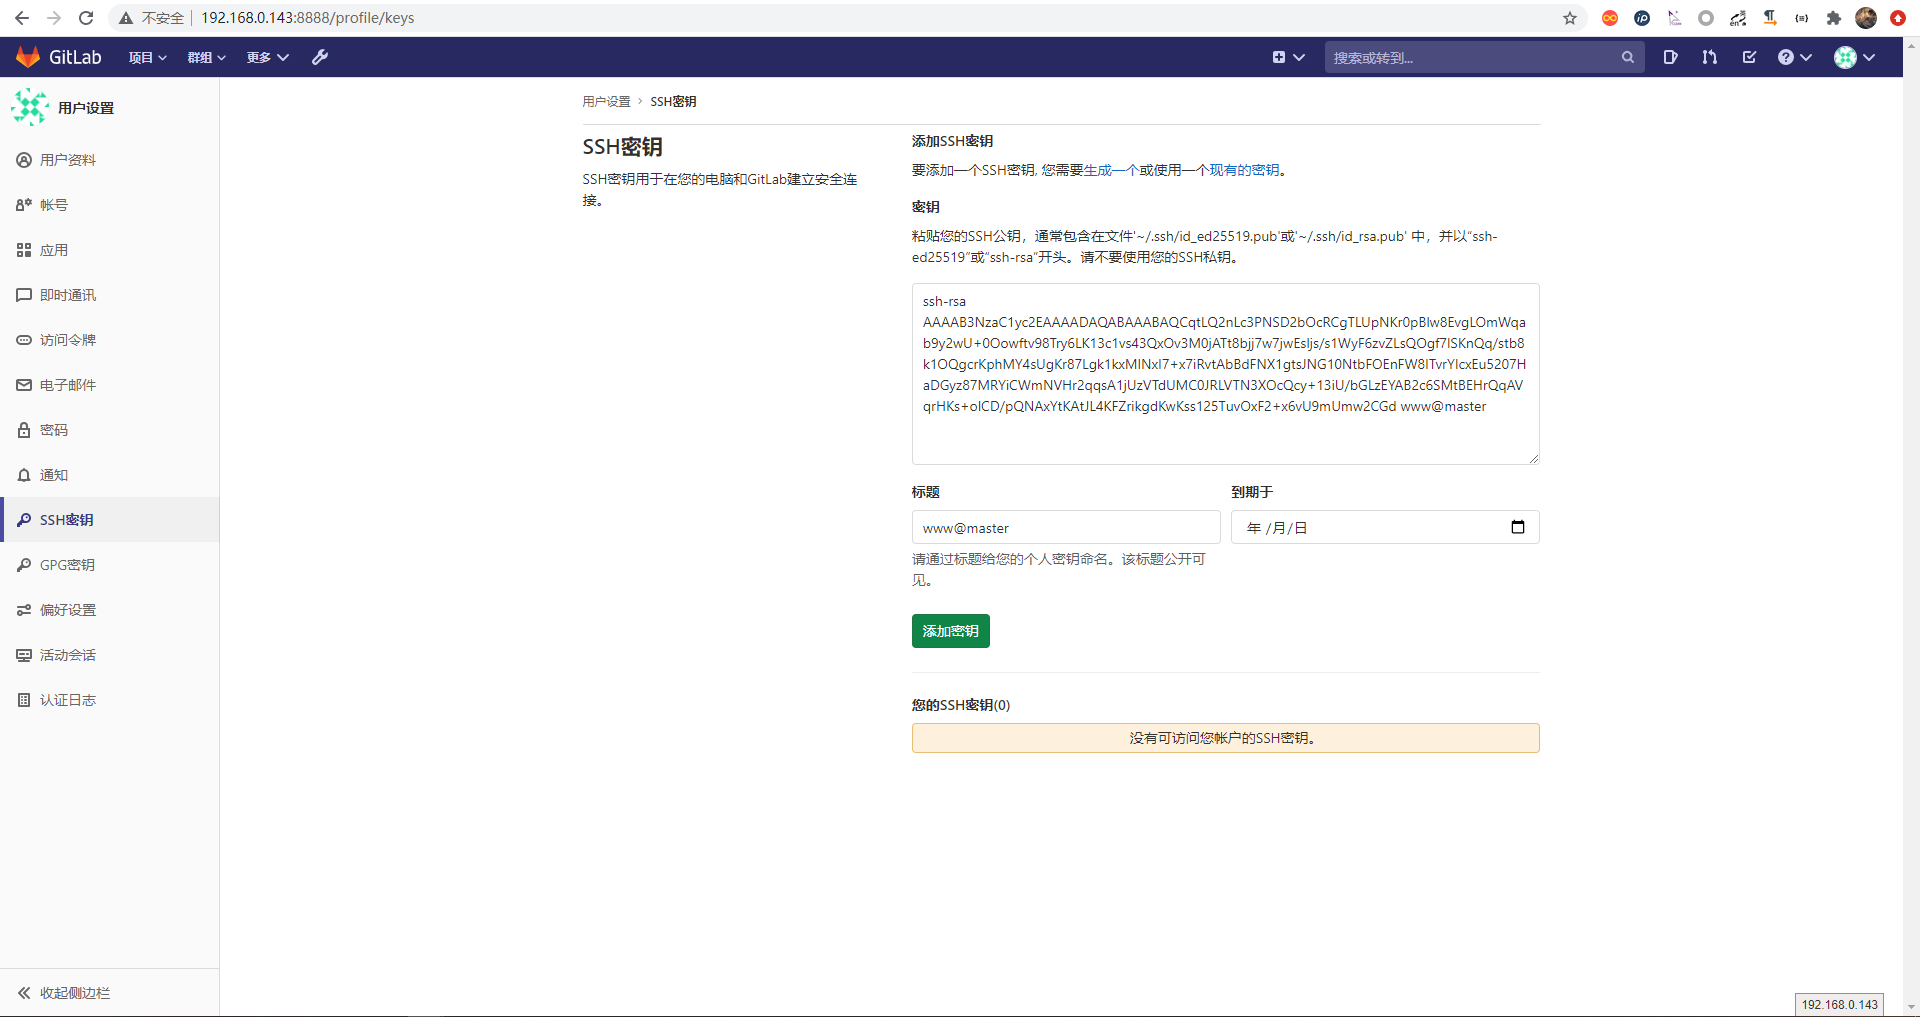 不安全
192.168.0.143:8888/profile/keys
GitLab
项目
群组
更多
搜索或转到...
用户设置
用户资料
帐号
应用
即时通讯
访问令牌
电子邮件
密码
通知
SSH密钥
GPG密钥
偏好设置
活动会话
认证日志
收起侧边栏
用户设置 › SSH密钥
SSH密钥
SSH密钥用于在您的电脑和GitLab建立安全连
接。
添加SSH密钥
要添加一个SSH密钥, 您需要生成一个或使用一个现有的密钥。
密钥
粘贴您的SSH公钥，通常包含在文件'~/.ssh/id_ed25519.pub'或'~/.ssh/id_rsa.pub' 中，并以“ssh-
ed25519”或“ssh-rsa”开头。请不要使用您的SSH私钥。
ssh-rsa
AAAAB3NzaC1yc2EAAAADAQABAAABAQCqtLQ2nLc3PNSD2bOcRCgTLUpNKr0pBlw8EvgLOmWqa
b9y2wU+0Oowftv98Try6LK13c1vs43QxOv3M0jATt8bjj7w7jwEsljs/s1WyF6zvZLsQOgf7lSKnQq/stb8
k1OQgcrKphMY4sUgKr87Lgk1kxMINxI7+x7iRvtAbBdFNX1gtsJNG10NtbFOEnFW8ITvrYIcxEu5207H
aDGyz87MRYiCWmNVHr2qqsA1jUzVTdUMC0JRLVTN3XOcQcy+13iU/bGLzEYAB2c6SMtBEHrQqAV
qrHKs+oICD/pQNAxYtKAtJL4KFZrikgdKwKss125TuvOxF2+x6vU9mUmw2CGd www@master
标题
到期于
www@master
年 /月/日
请通过标题给您的个人密钥命名。该标题公开可
见。
添加密钥
您的SSH密钥(0)
没有可访问您帐户的SSH密钥。
192.168.0.143